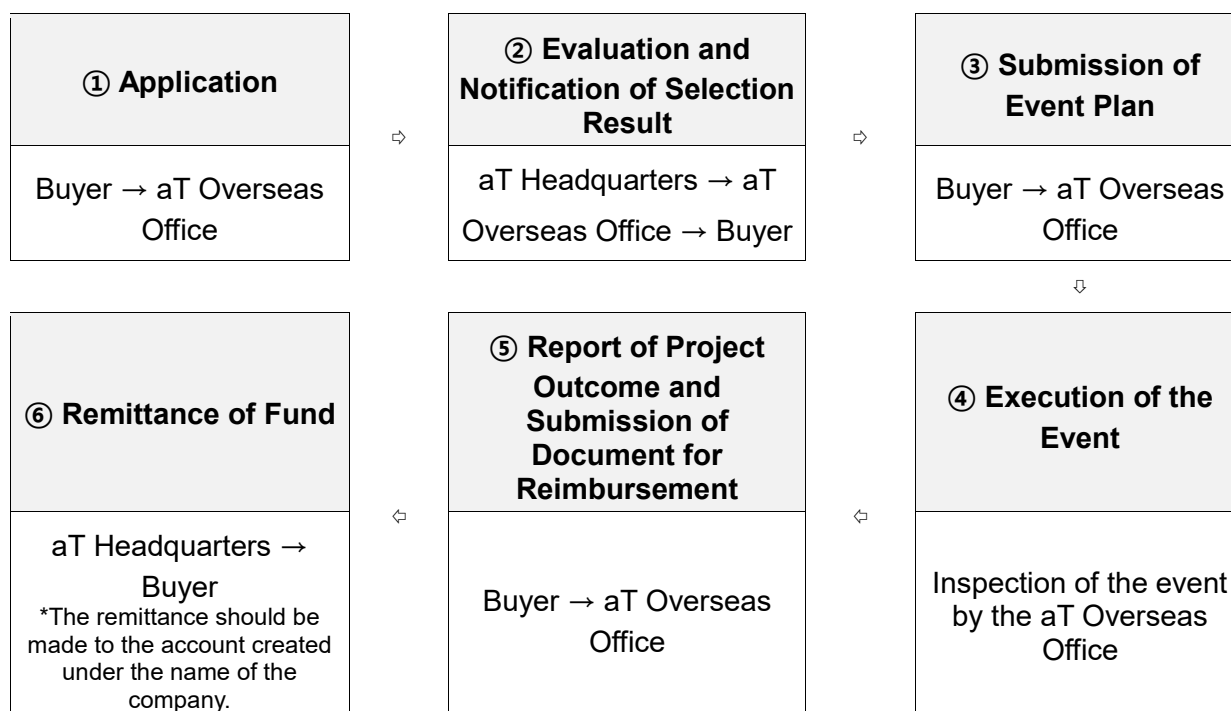 ① Application
Buyer → aT Overseas
Office
⇨
② Evaluation and
Notification of Selection
Result
aT Headquarters → aT
Overseas Office → Buyer
⇨
③ Submission of
Event Plan
Buyer → aT Overseas
Office
⇩
④ Execution of the
Event
Inspection of the event
by the aT Overseas
Office
⇦
⑤ Report of Project
Outcome and
Submission of
Document for
Reimbursement
Buyer → aT Overseas
Office
⇦
⑥ Remittance of Fund
aT Headquarters →
Buyer
*The remittance should be
made to the account created
under the name of the
company.